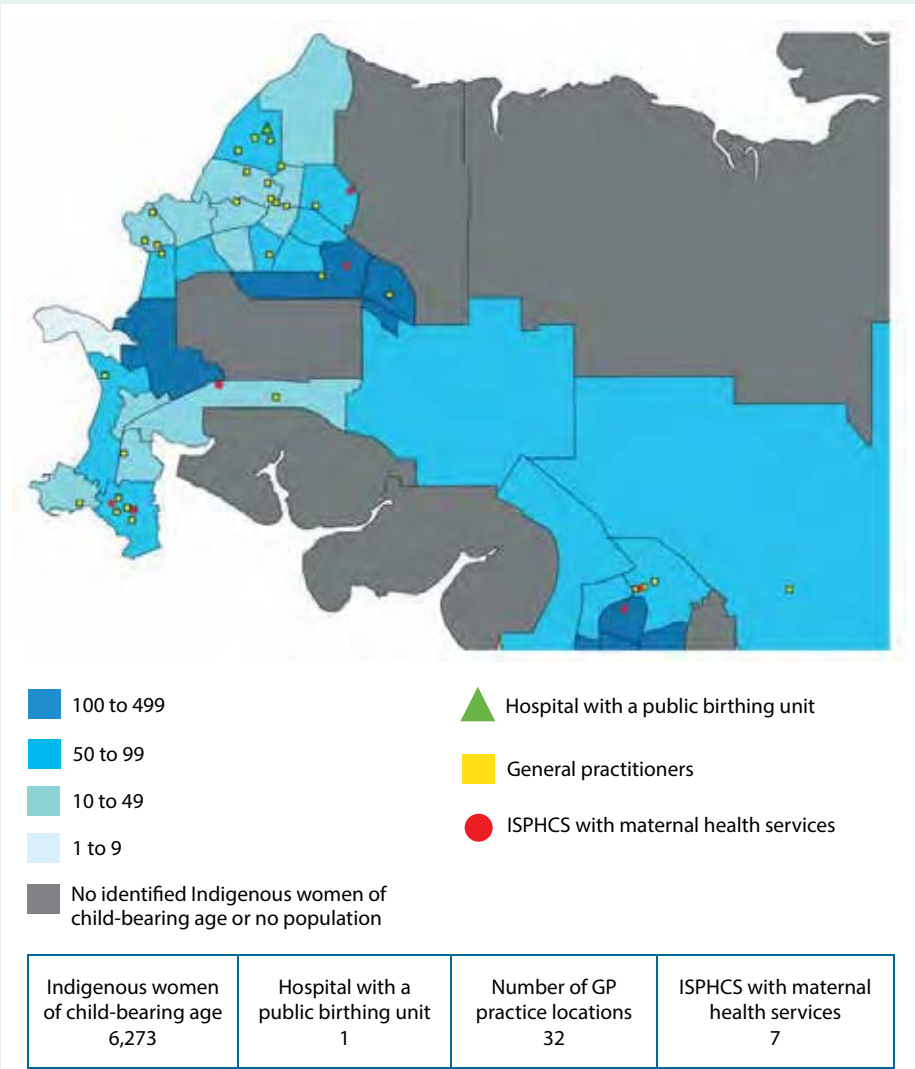 100 to 499
50 to 99
10 to 49
1 to 9
No identified Indigenous women of
child-bearing age or no population
Hospital with a public birthing unit
General practitioners
ISPHCS with maternal health services
Indigenous women
of child-bearing age
6,273
Hospital with a
public birthing unit
1
Number of GP
practice locations
32
ISPHCS with maternal
health services
7